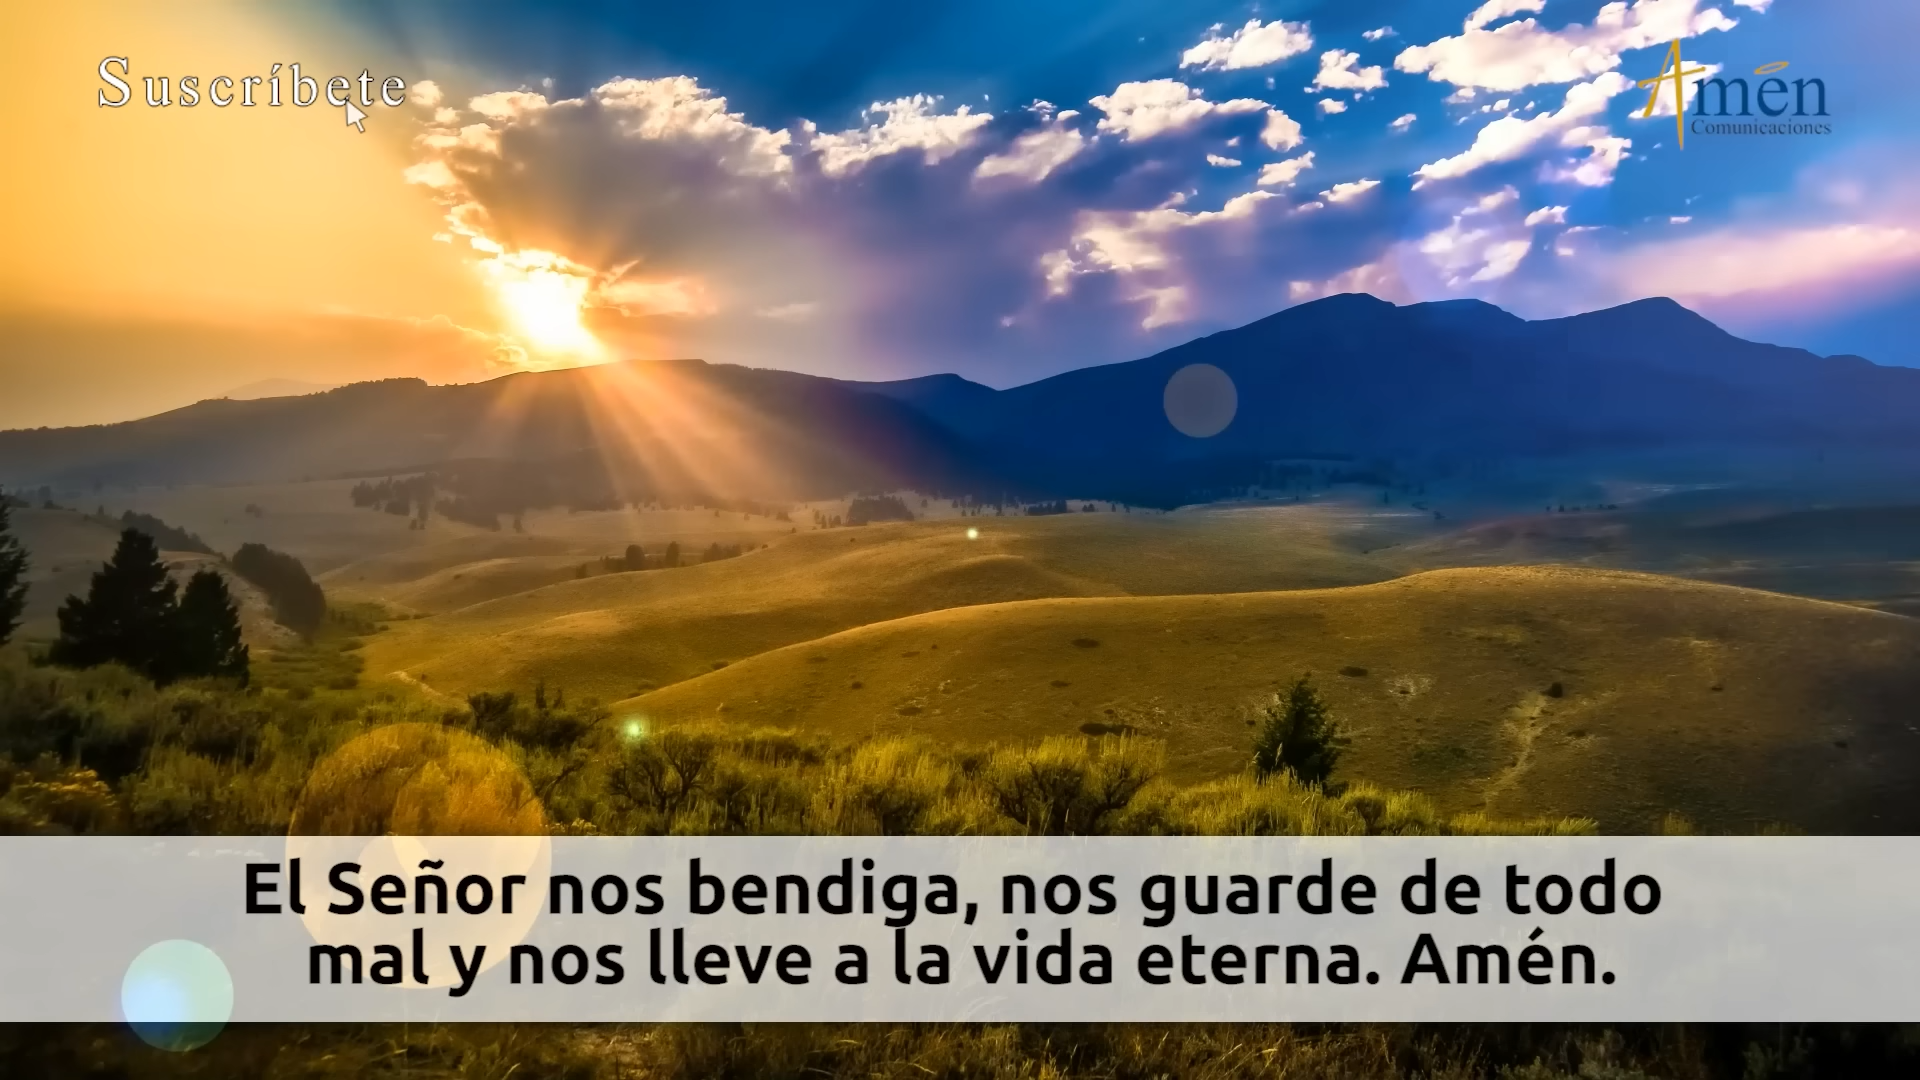 Suscríbete
Amén
Comunicaciones
El Señor nos bendiga, nos guarde de todo
mal y nos lleve a la vida eterna. Amén.